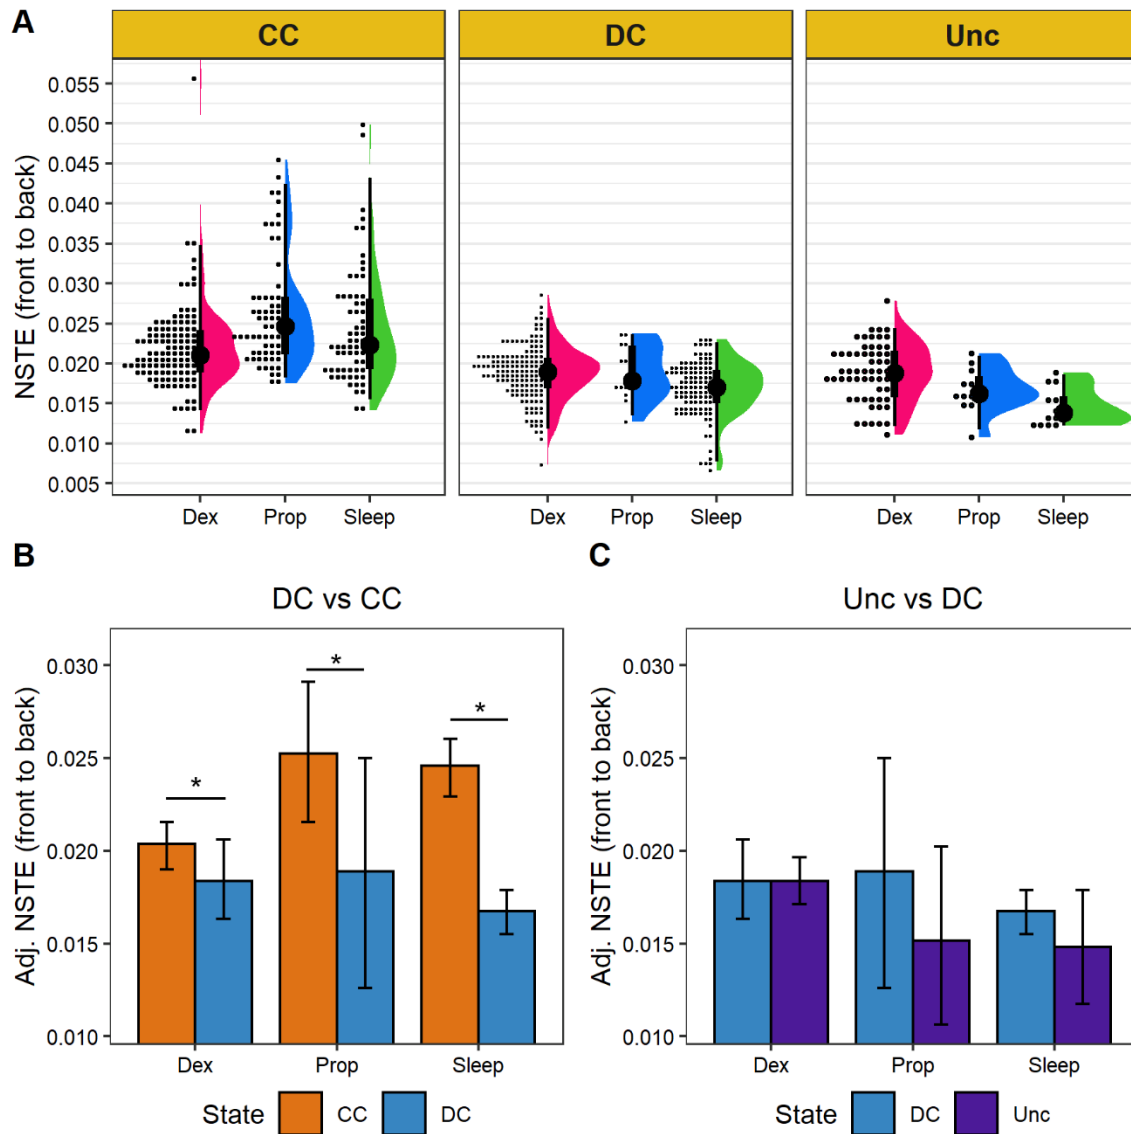 A
CC DC Unc
NSTE (front to back)
0.055
0.050
0.045
0.040
0.035
0.030
0.025
0.020
0.015
0.010
0.005
Dex Prop Sleep Dex Prop Sleep Dex Prop Sleep
B
DC vs CC
Adj. NSTE (front to back)
0.030
0.025
0.020
0.015
0.010
* * *
Dex Prop Sleep
State CC DC
C
Unc vs DC
Adj. NSTE (front to back)
0.030
0.025
0.020
0.015
0.010
Dex Prop Sleep
State DC Unc